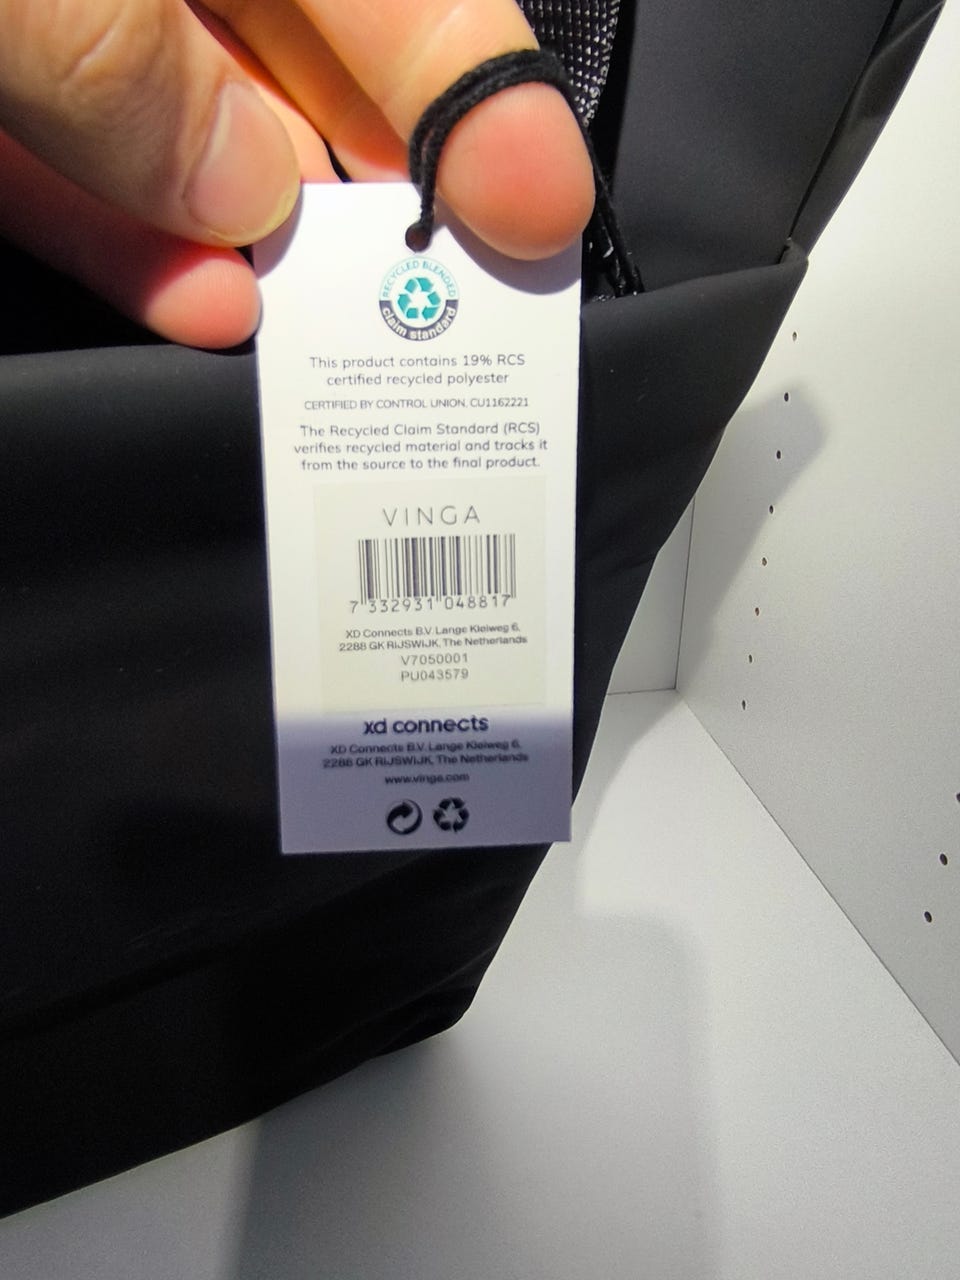 RECYCLED BLENDED
claim standard
This product contains 19% RCS
certified recycled polyester
CERTIFIED BY CONTROL UNION, CU1162221
The Recycled Claim Standard (RCS)
verifies recycled material and tracks it
from the source to the final product.
VINGA
7 332931 048817
XD Connects B.V. Lange Kleiweg 6,
2288 GK RIJSWIJK, The Netherlands
V7050001
PU043579
xd connects
XD Connects B.V. Lange Kleiweg 6,
2288 GK RIJSWIJK, The Netherlands
www.vinga.com